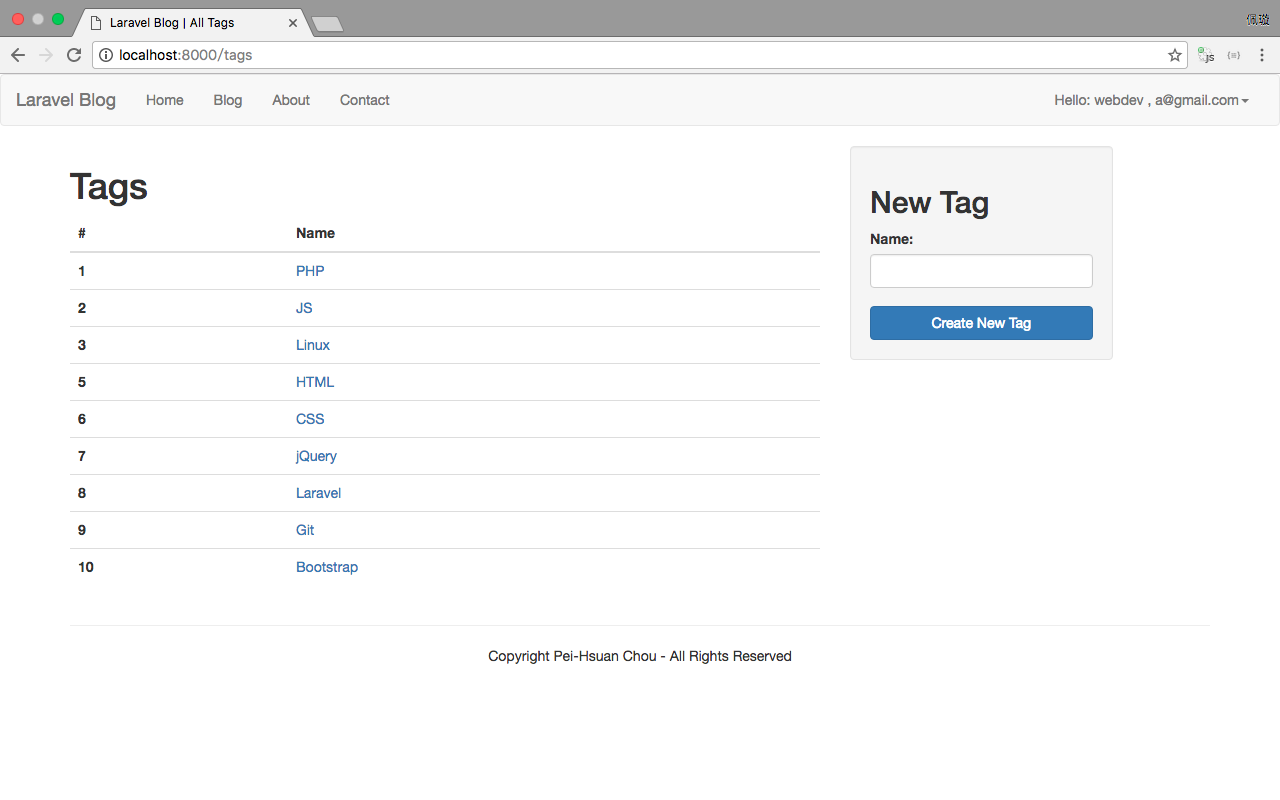 Laravel Blog | All Tags
佩璇
localhost:8000/tags
JS
Laravel Blog Home Blog About Contact Hello: webdev , a@gmail.com
Tags
# Name
1 PHP
2 JS
3 Linux
5 HTML
6 CSS
7 jQuery
8 Laravel
9 Git
10 Bootstrap
New Tag
Name:
Create New Tag
Copyright Pei-Hsuan Chou - All Rights Reserved